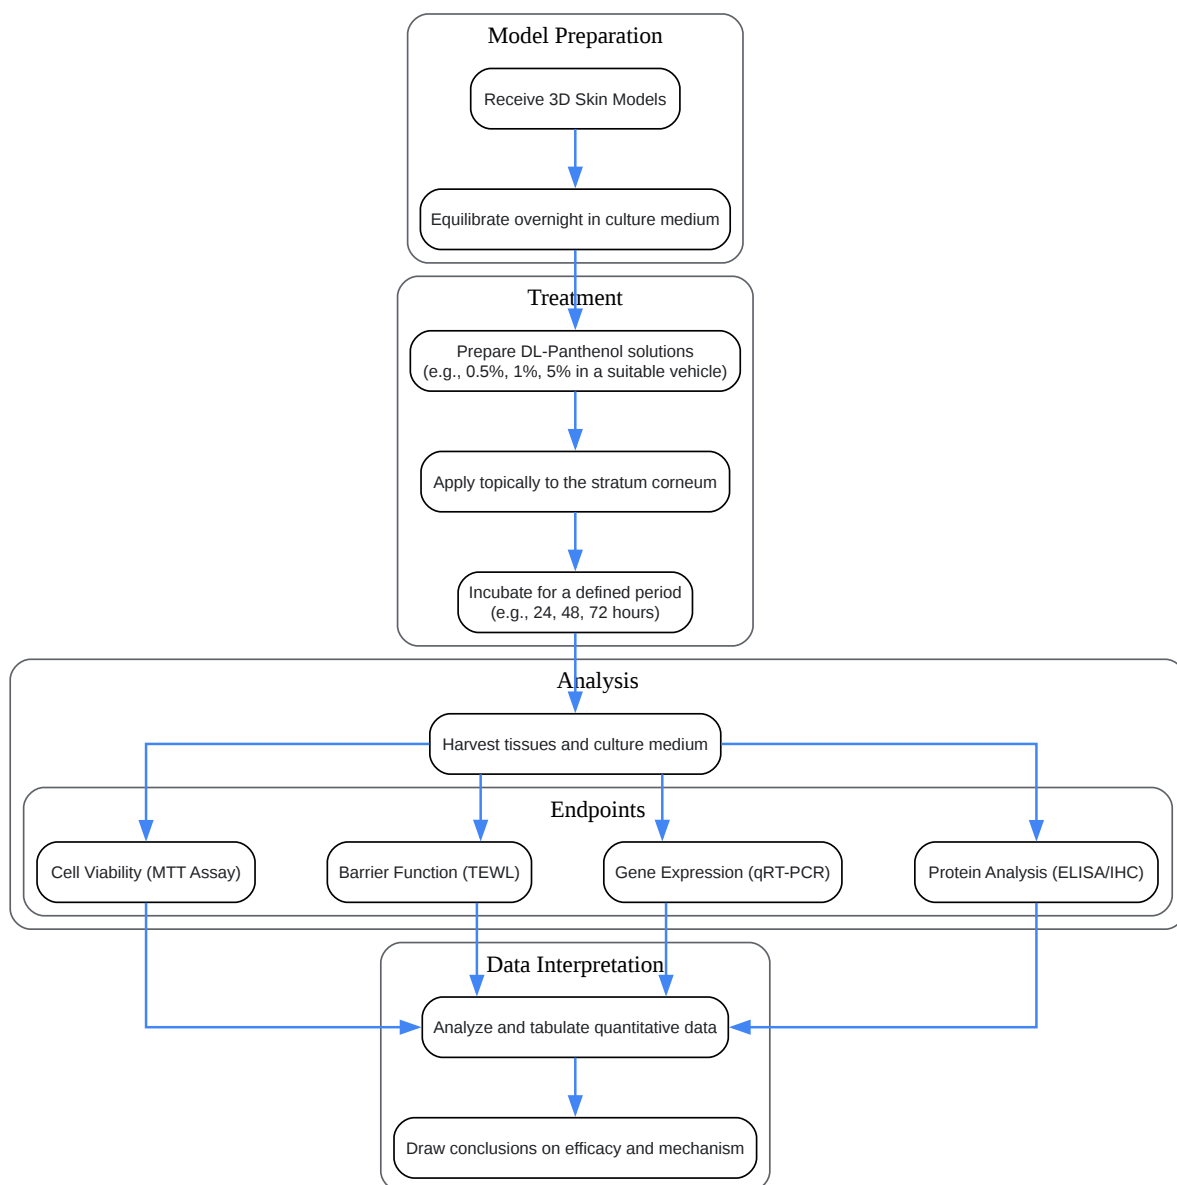 Model Preparation
Receive 3D Skin Models
Equilibrate overnight in culture medium
Treatment
Prepare DL-Panthenol solutions
(e.g., 0.5%, 1%, 5% in a suitable vehicle)
Apply topically to the stratum corneum
Incubate for a defined period
(e.g., 24, 48, 72 hours)
Analysis
Harvest tissues and culture medium
Endpoints
Cell Viability (MTT Assay)
Barrier Function (TEWL)
Gene Expression (qRT-PCR)
Protein Analysis (ELISA/IHC)
Data Interpretation
Analyze and tabulate quantitative data
Draw conclusions on efficacy and mechanism